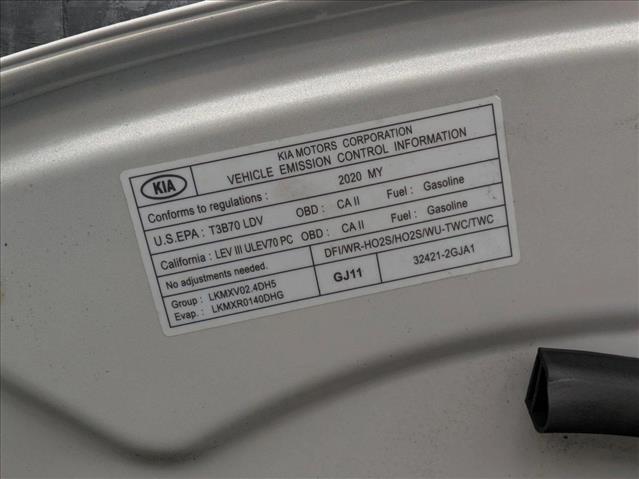 KIA
KIA MOTORS CORPORATION
VEHICLE EMISSION CONTROL INFORMATION
Conforms to regulations : 2020 MY
U.S.EPA : T3B70 LDV OBD : CA II Fuel : Gasoline
California : LEV III ULEV70 PC OBD : CA II Fuel : Gasoline
No adjustments needed. DFI/WR-HO2S/HO2S/WU-TWC/TWC
Group : LKMXV02.4DH5 GJ11 32421-2GJA1
Evap. : LKMXR0140DHG